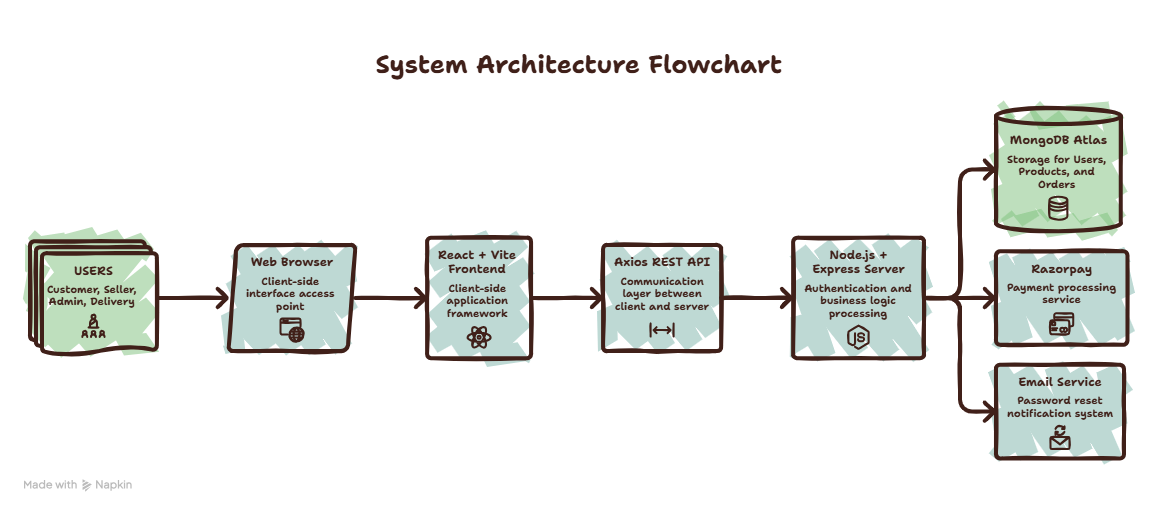 System Architecture Flowchart
USERS
Customer, Seller,
Admin, Delivery
Web Browser
Client-side
interface access
point
React + Vite
Frontend
Client-side
application
framework
Axios REST API
Communication
layer between
client and server
Node.js +
Express Server
Authentication and
business logic
processing
JS
MongoDB Atlas
Storage for Users,
Products, and
Orders
Razorpay
Payment processing
service
Email Service
Password reset
notification system
Made with Napkin